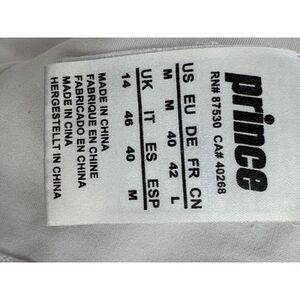 prince
RN# 87530 CA# 40268
US EU DE FR CN
M M 40 42 L
UK IT ES ESP
14 46 40 M
MADE IN CHINA
FABRIQUE EN CHINE
FABRICADO EN CHINA
MADE IN CINA
HERGESTELLT IN CHINA